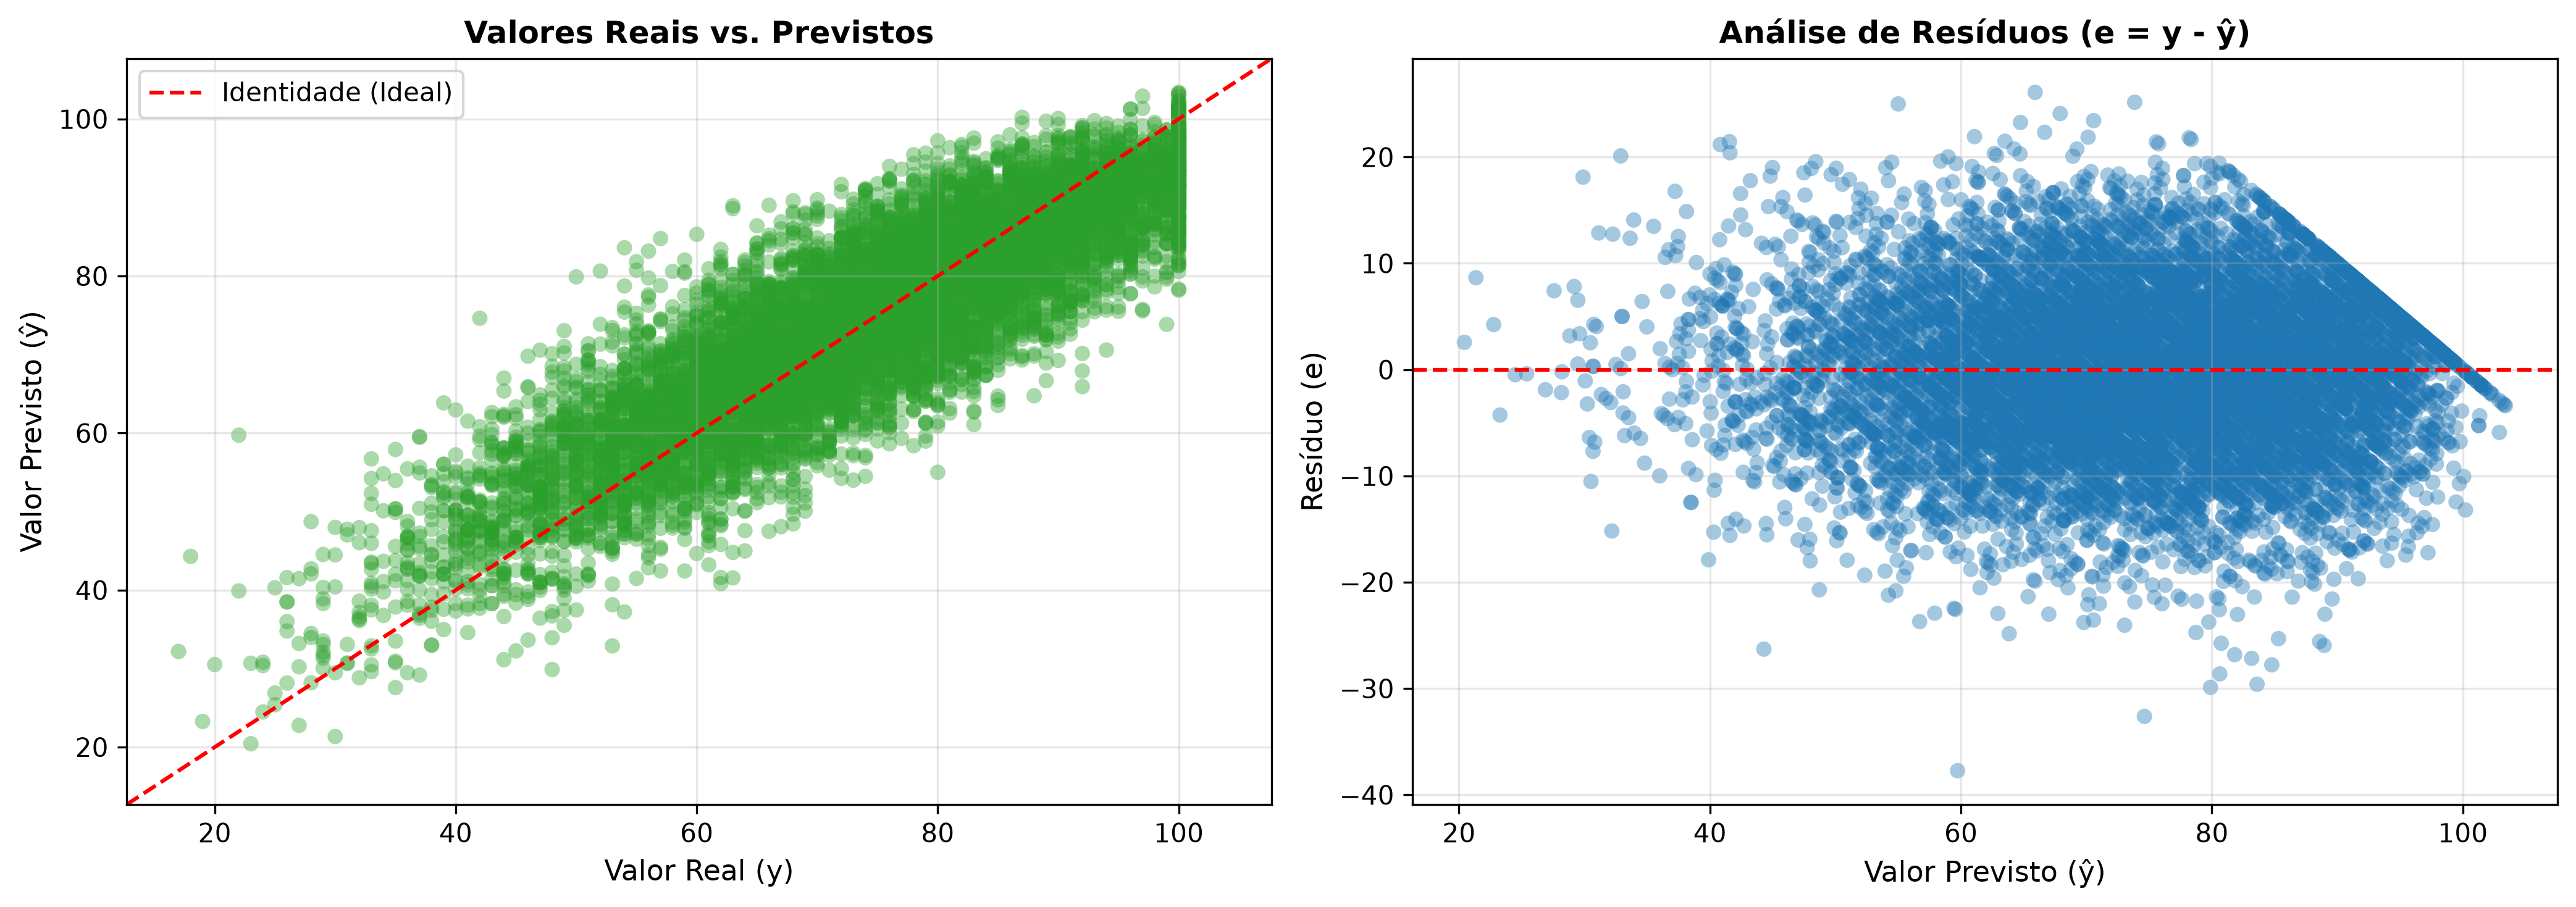 Valores Reais vs. Previstos
Identidade (Ideal)
Valor Previsto (ŷ)
100
80
60
40
20
20 40 60 80 100
Valor Real (y)
Análise de Resíduos (e = y - ŷ)
Resíduo (e)
20
10
0
−10
−20
−30
−40
20 40 60 80 100
Valor Previsto (ŷ)